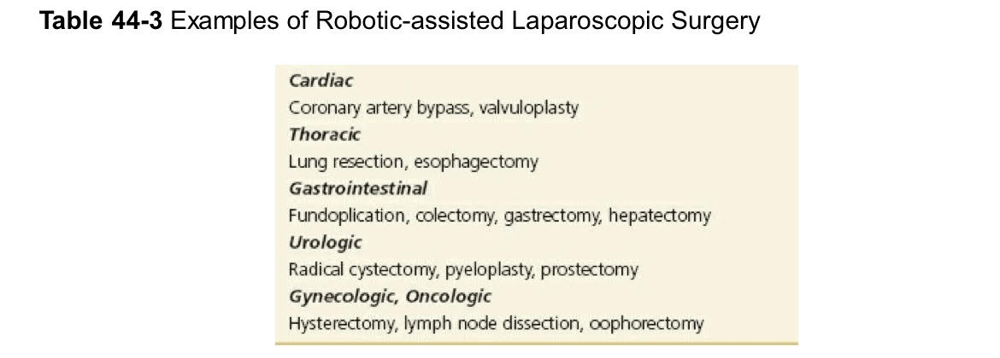 Table 44-3 Examples of Robotic-assisted Laparoscopic Surgery
Cardiac
Coronary artery bypass, valvuloplasty
Thoracic
Lung resection, esophagectomy
Gastrointestinal
Fundoplication, colectomy, gastrectomy, hepatectomy
Urologic
Radical cystectomy, pyeloplasty, prostectomy
Gynecologic, Oncologic
Hysterectomy, lymph node dissection, oophorectomy